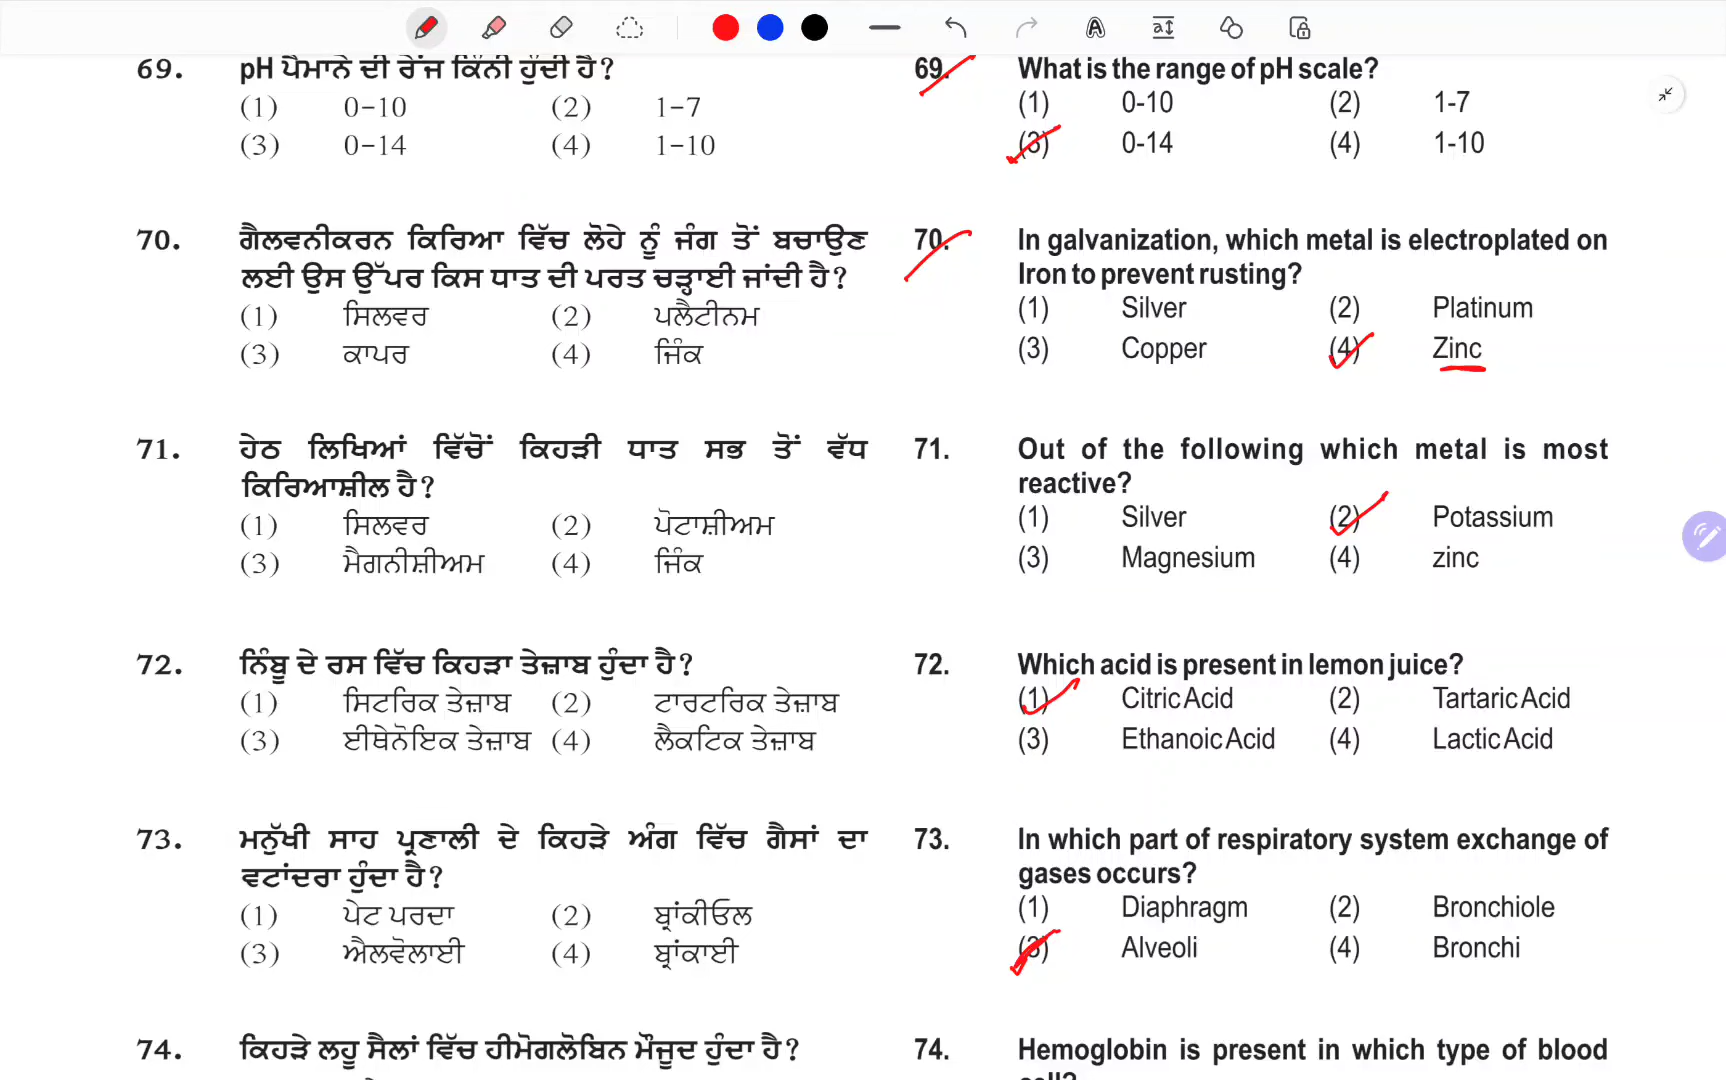 69. pH ਪੈਮਾਨੇ ਦੀ ਰੇਂਜ ਕਿੰਨੀ ਹੁੰਦੀ ਹੈ?
(1) 0-10 (2) 1-7
(3) 0-14 (4) 1-10
70. ਗੈਲਵਨੀਕਰਨ ਕਿਰਿਆ ਵਿੱਚ ਲੋਹੇ ਨੂੰ ਜੰਗ ਤੋਂ ਬਚਾਉਣ
ਲਈ ਉਸ ਉੱਪਰ ਕਿਸ ਧਾਤ ਦੀ ਪਰਤ ਚੜ੍ਹਾਈ ਜਾਂਦੀ ਹੈ?
(1) ਸਿਲਵਰ (2) ਪਲੈਟੀਨਮ
(3) ਕਾਪਰ (4) ਜਿੰਕ
71. ਹੇਠ ਲਿਖਿਆਂ ਵਿੱਚੋਂ ਕਿਹੜੀ ਧਾਤ ਸਭ ਤੋਂ ਵੱਧ
ਕਿਰਿਆਸ਼ੀਲ ਹੈ?
(1) ਸਿਲਵਰ (2) ਪੋਟਾਸ਼ੀਅਮ
(3) ਮੈਗਨੀਸ਼ੀਅਮ (4) ਜਿੰਕ
72. ਨਿੰਬੂ ਦੇ ਰਸ ਵਿੱਚ ਕਿਹੜਾ ਤੇਜ਼ਾਬ ਹੁੰਦਾ ਹੈ?
(1) ਸਿਟਰਿਕ ਤੇਜ਼ਾਬ (2) ਟਾਰਟਰਿਕ ਤੇਜ਼ਾਬ
(3) ਈਥੇਨੋਇਕ ਤੇਜ਼ਾਬ (4) ਲੈਕਟਿਕ ਤੇਜ਼ਾਬ
73. ਮਨੁੱਖੀ ਸਾਹ ਪ੍ਰਣਾਲੀ ਦੇ ਕਿਹੜੇ ਅੰਗ ਵਿੱਚ ਗੈਸਾਂ ਦਾ
ਵਟਾਂਦਰਾ ਹੁੰਦਾ ਹੈ?
(1) ਪੇਟ ਪਰਦਾ (2) ਬ੍ਰਾਂਕੀਓਲ
(3) ਐਲਵੋਲਾਈ (4) ਬ੍ਰਾਂਕਾਈ
74. ਕਿਹੜੇ ਲਹੂ ਸੈਲਾਂ ਵਿੱਚ ਹੀਮੋਗਲੋਬਿਨ ਮੌਜੂਦ ਹੁੰਦਾ ਹੈ?
69. What is the range of pH scale?
(1) 0-10 (2) 1-7
(3) 0-14 (4) 1-10
70. In galvanization, which metal is electroplated on
Iron to prevent rusting?
(1) Silver (2) Platinum
(3) Copper (4) Zinc
71. Out of the following which metal is most
reactive?
(1) Silver (2) Potassium
(3) Magnesium (4) zinc
72. Which acid is present in lemon juice?
(1) Citric Acid (2) Tartaric Acid
(3) Ethanoic Acid (4) Lactic Acid
73. In which part of respiratory system exchange of
gases occurs?
(1) Diaphragm (2) Bronchiole
(3) Alveoli (4) Bronchi
74. Hemoglobin is present in which type of blood
cell?